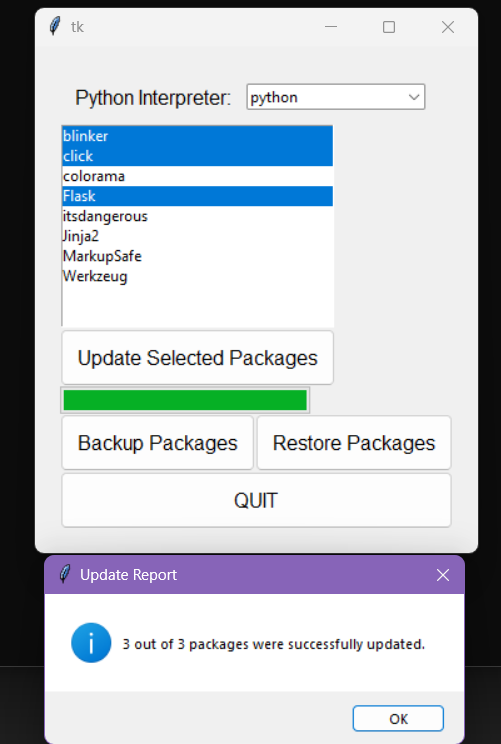 tk
Python Interpreter: python
blinker
click
colorama
Flask
itsdangerous
Jinja2
MarkupSafe
Werkzeug
Update Selected Packages
Backup Packages Restore Packages
QUIT
Update Report
3 out of 3 packages were successfully updated.
OK